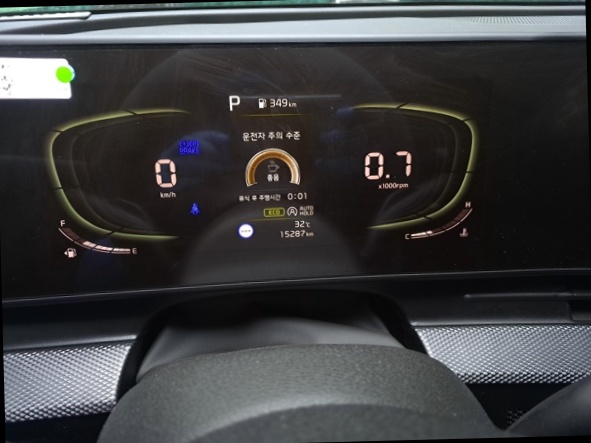 P 349km
운전자 주의 수준
좋음
휴식 후 주행시간 0:01
0
km/h
0.7
x1000rpm
ECO AUTO HOLD
32℃
15287km
F
E
H
C